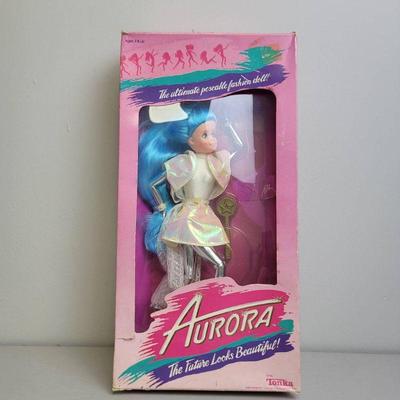 The ultimate poseable fashion doll!
AURORA
The Future Looks Beautiful!
Tonka